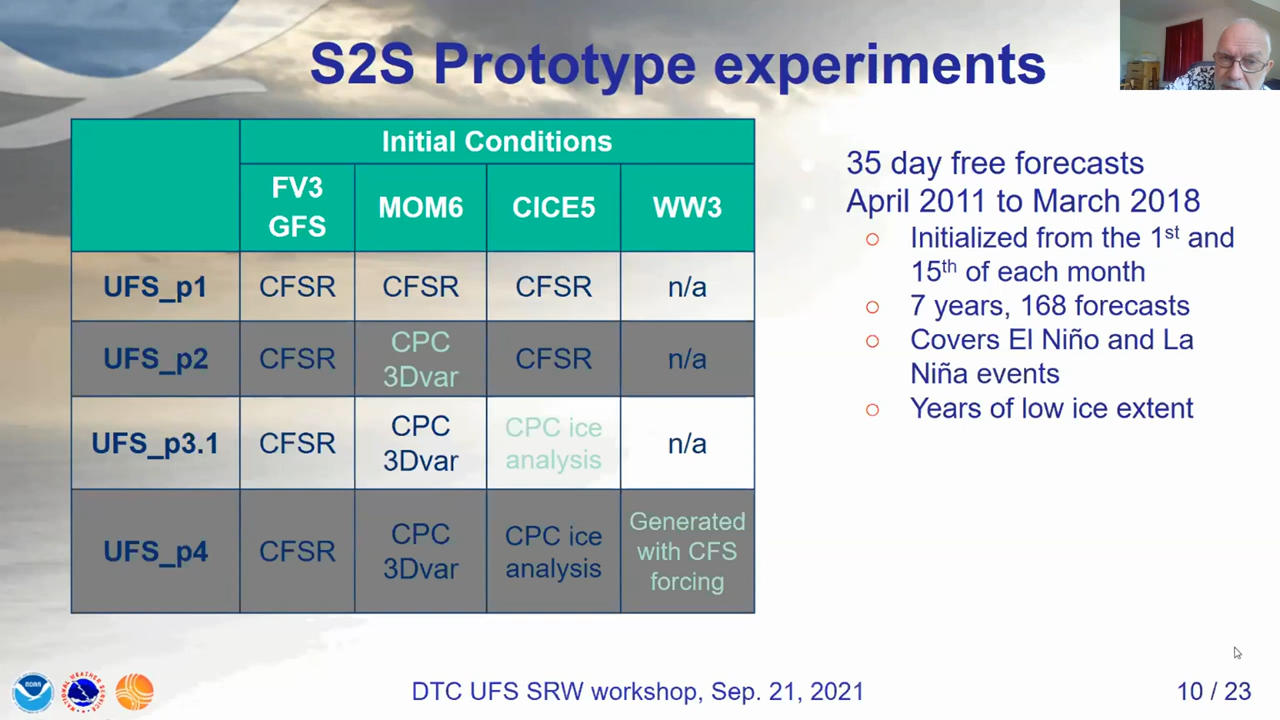 S2S Prototype experiments
Initial Conditions
FV3
GFS
MOM6
CICE5
WW3
UFS_p1
CFSR
CFSR
CFSR
n/a
UFS_p2
CFSR
CPC
3Dvar
CFSR
n/a
UFS_p3.1
CFSR
CPC
3Dvar
CPC ice
analysis
n/a
UFS_p4
CFSR
CPC
3Dvar
CPC ice
analysis
Generated
with CFS
forcing
35 day free forecasts
April 2011 to March 2018
Initialized from the 1st and
15th of each month
7 years, 168 forecasts
Covers El Niño and La
Niña events
Years of low ice extent
NOAA
DTC UFS SRW workshop, Sep. 21, 2021
10 / 23